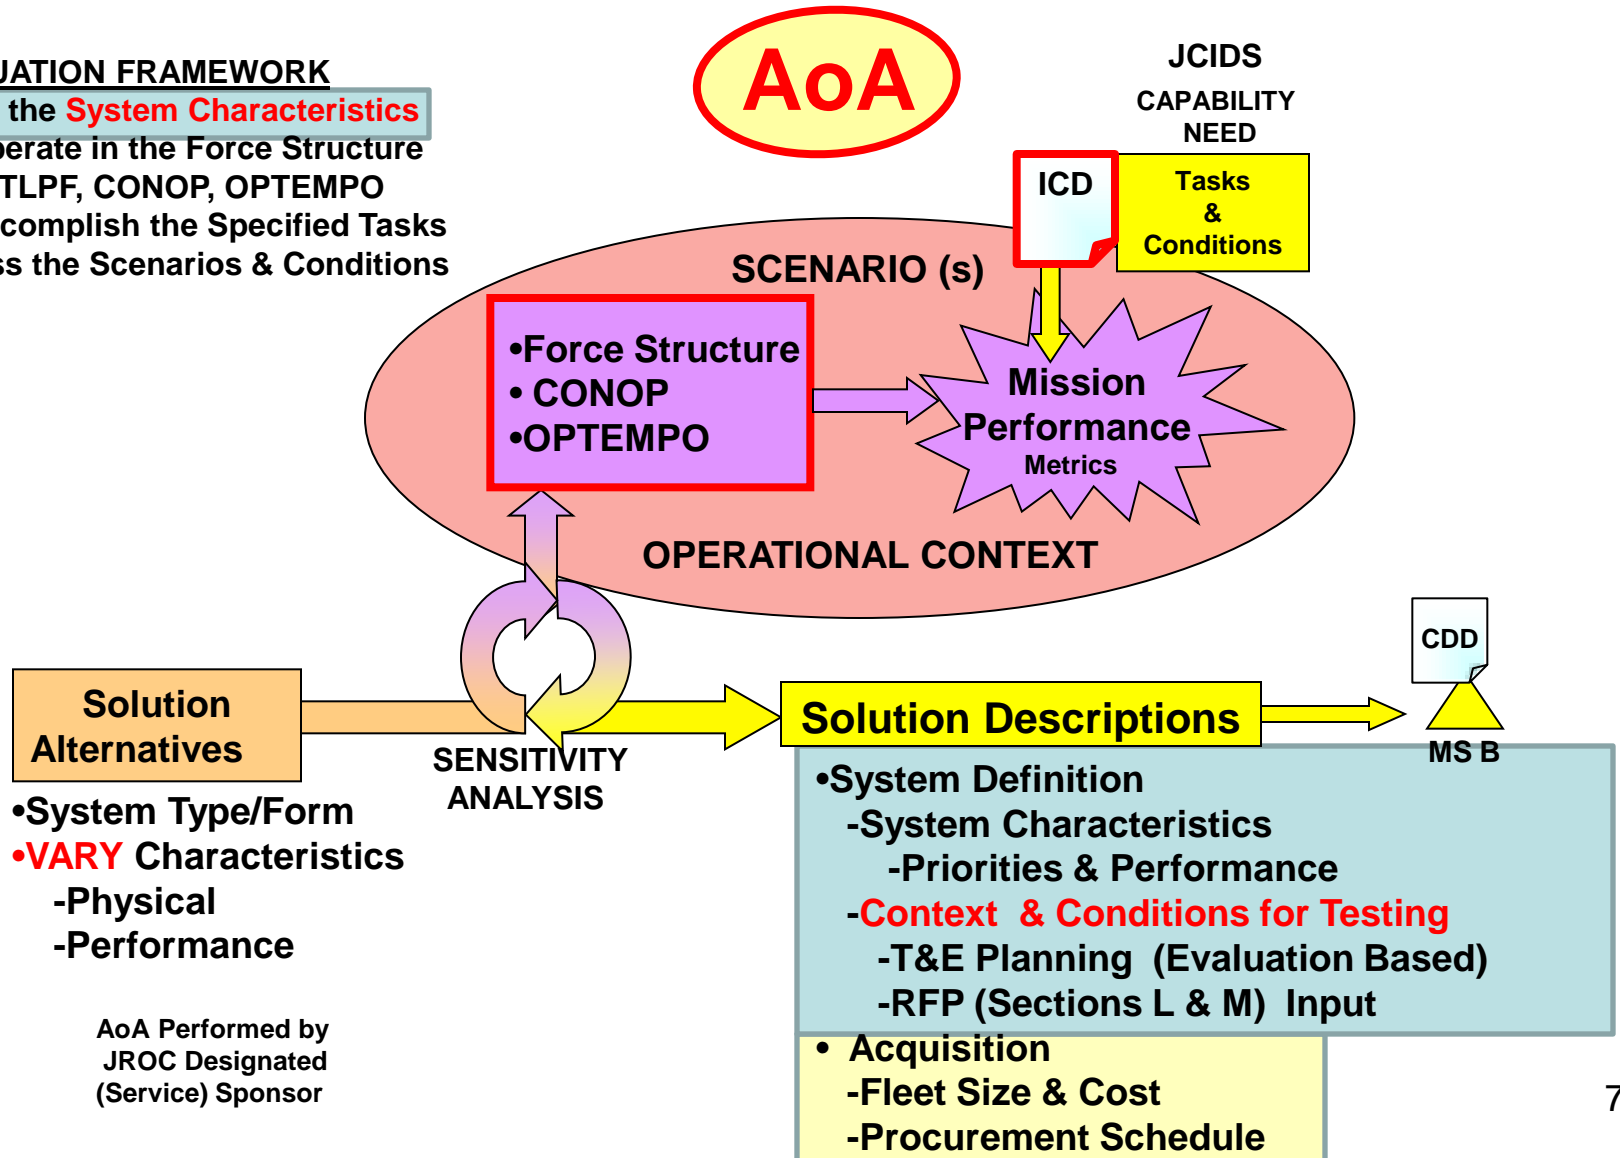 AoA
UATION FRAMEWORK
the System Characteristics
perate in the Force Structure
TLPF, CONOP, OPTEMPO
complish the Specified Tasks
ss the Scenarios & Conditions
JCIDS
CAPABILITY
NEED
ICD
Tasks
&
Conditions
SCENARIO (s)
•Force Structure
• CONOP
•OPTEMPO
Mission
Performance
Metrics
OPERATIONAL CONTEXT
Solution
Alternatives
•System Type/Form
•VARY Characteristics
-Physical
-Performance
SENSITIVITY
ANALYSIS
Solution Descriptions
CDD
MS B
•System Definition
-System Characteristics
-Priorities & Performance
-Context & Conditions for Testing
-T&E Planning (Evaluation Based)
-RFP (Sections L & M) Input
• Acquisition
-Fleet Size & Cost
-Procurement Schedule
AoA Performed by
JROC Designated
(Service) Sponsor
7